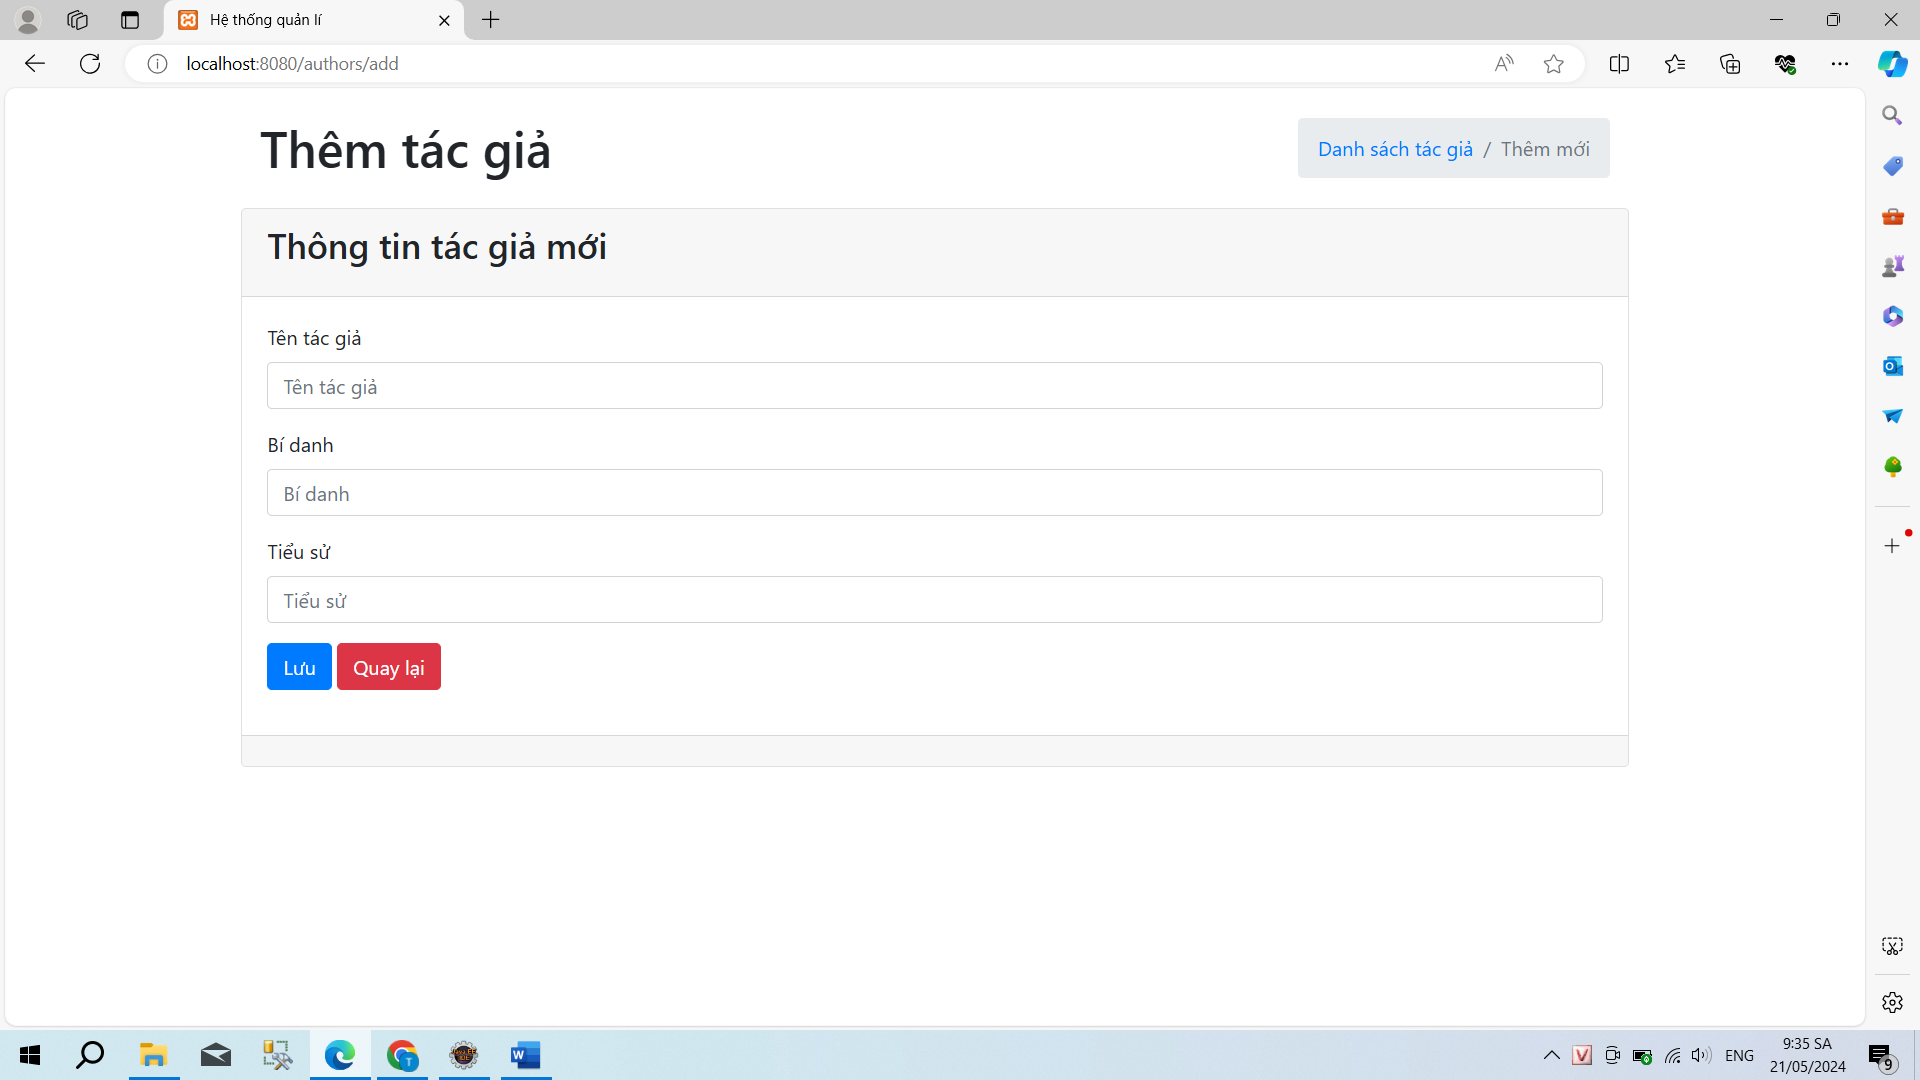 Hệ thống quản lí
localhost:8080/authors/add
Thêm tác giả
Danh sách tác giả / Thêm mới
Thông tin tác giả mới
Tên tác giả
Tên tác giả
Bí danh
Bí danh
Tiểu sử
Tiểu sử
Lưu
Quay lại
ENG
9:35 SA
21/05/2024
9